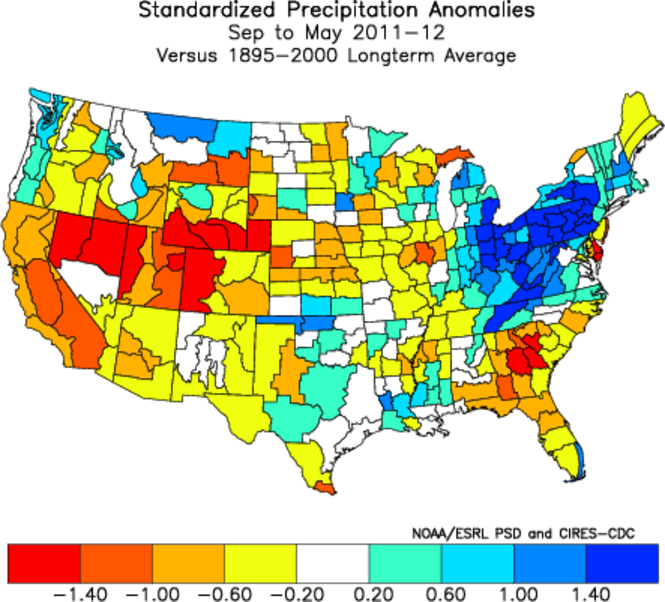 Standardized Precipitation Anomalies
Sep to May 2011-12
Versus 1895-2000 Longterm Average
NOAA/ESRL PSD and CIRES-CDC
-1.40 -1.00 -0.60 -0.20 0.20 0.60 1.00 1.40